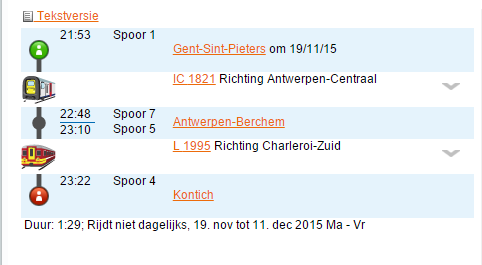 Tekstversie
21:53 Spoor 1
Gent-Sint-Pieters om 19/11/15
IC 1821 Richting Antwerpen-Centraal
22:48 Spoor 7
Antwerpen-Berchem
23:10 Spoor 5
L 1995 Richting Charleroi-Zuid
23:22 Spoor 4
Kontich
Duur: 1:29; Rijdt niet dagelijks, 19. nov tot 11. dec 2015 Ma - Vr